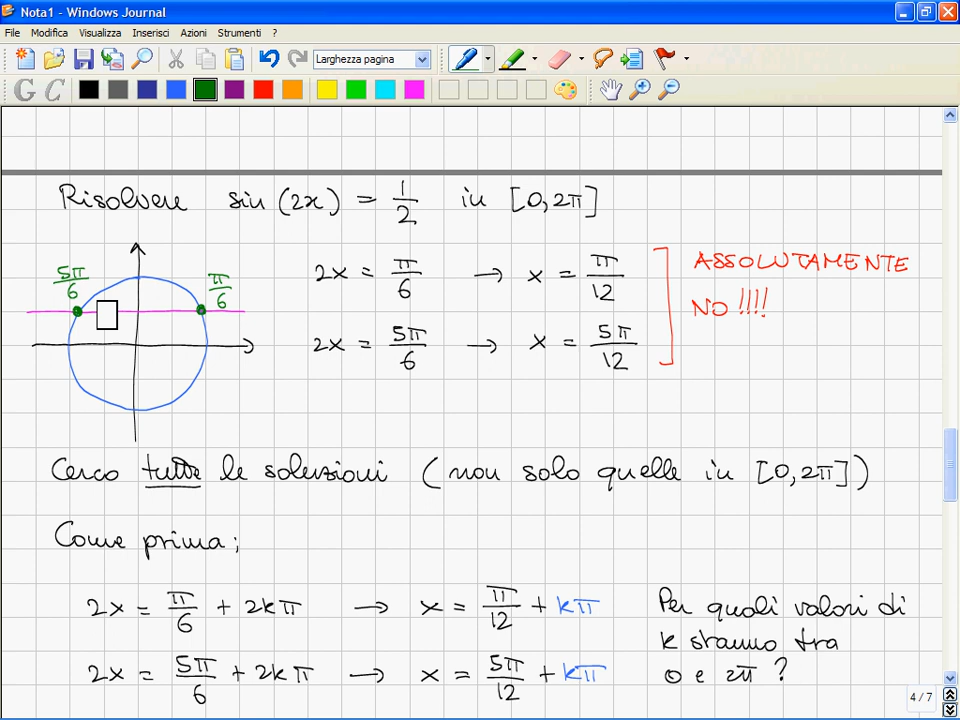 Nota1 - Windows Journal
File Modifica Visualizza Inserisci Azioni Strumenti ?
Larghezza pagina
G C
Risolvere sin(2x) = 1/2 in [0,2π]
5π/6 π/6
2x = π/6 → x = π/12
2x = 5π/6 → x = 5π/12
ASSOLUTAMENTE
NO!!!!
Cerco tutte le soluzioni (non solo quelle in [0,2π])
Come prima;
2x = π/6 + 2kπ → x = π/12 + kπ
2x = 5π/6 + 2kπ → x = 5π/12 + kπ
Per quali valori di
k stanno tra
0 e 2π ?
4 / 7